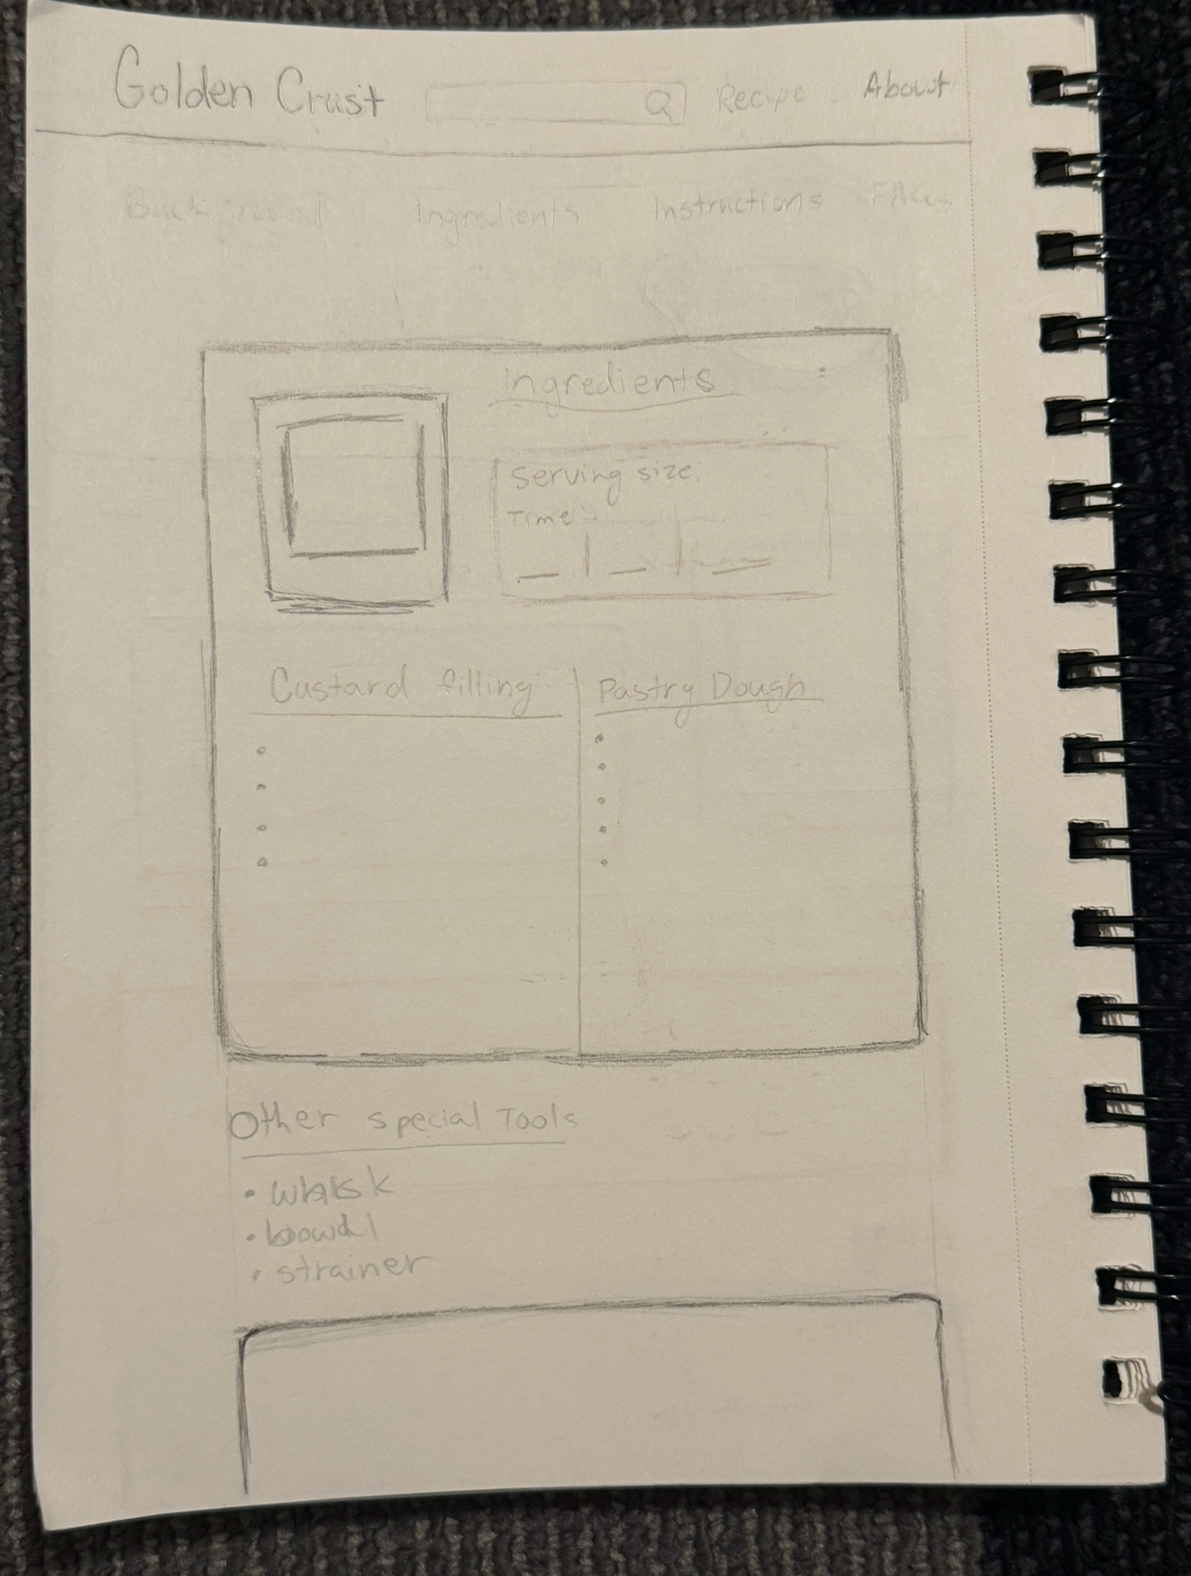 Golden Crust Recipe About
Background Ingredients Instructions FAQs
Ingredients
Serving size:
Time:
Custard filling Pastry Dough
Other special Tools
• whisk
• bowl
• strainer